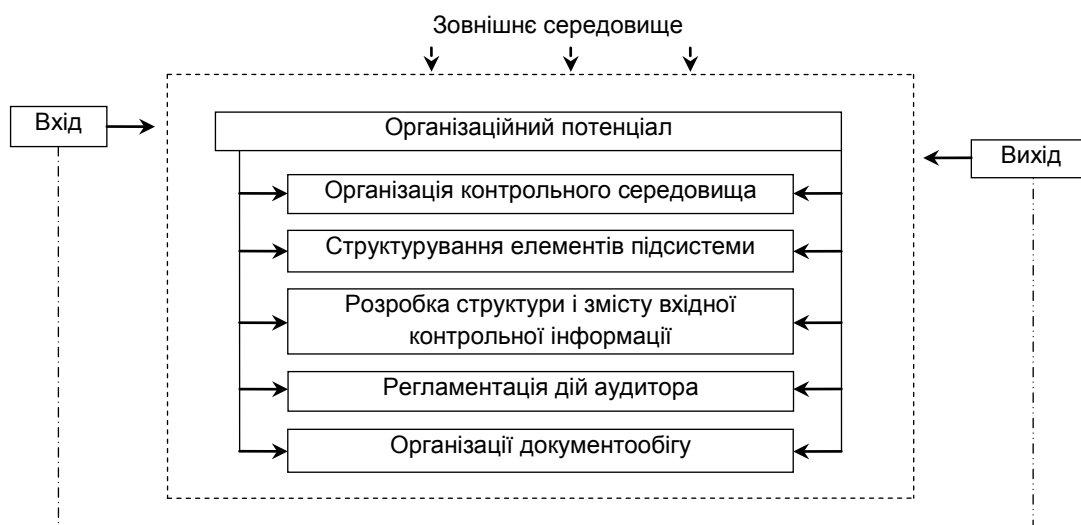 Зовнішнє середовище
Вхід
Організаційний потенціал
Вихід
Організація контрольного середовища
Структурування елементів підсистеми
Розробка структури і змісту вхідної
контрольної інформації
Регламентація дій аудитора
Організації документообігу